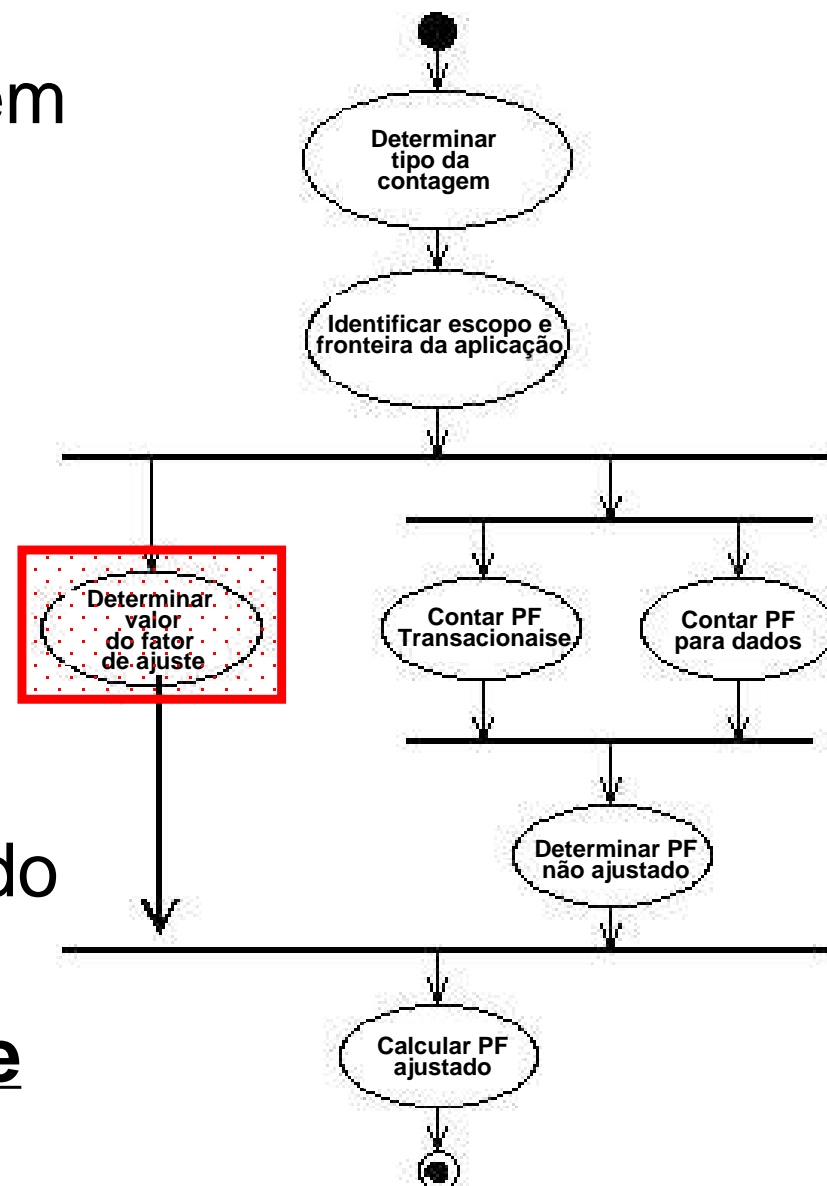 em
Determinar
tipo da
contagem
Identificar escopo e
fronteira da aplicação
Determinar
valor
do fator
de ajuste
Contar PF
Transacionaise
Contar PF
para dados
Determinar PF
não ajustado
do
Calcular PF
ajustado
e